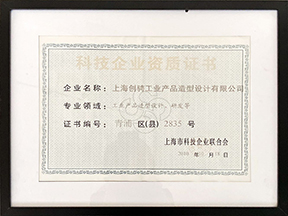 科技企业资质证书
企业名称：上海创骋工业产品造型设计有限公司
专业领域：工业产品造型设计、研发等
证书编号：青浦区(县)2835号
上海市科技企业联合会